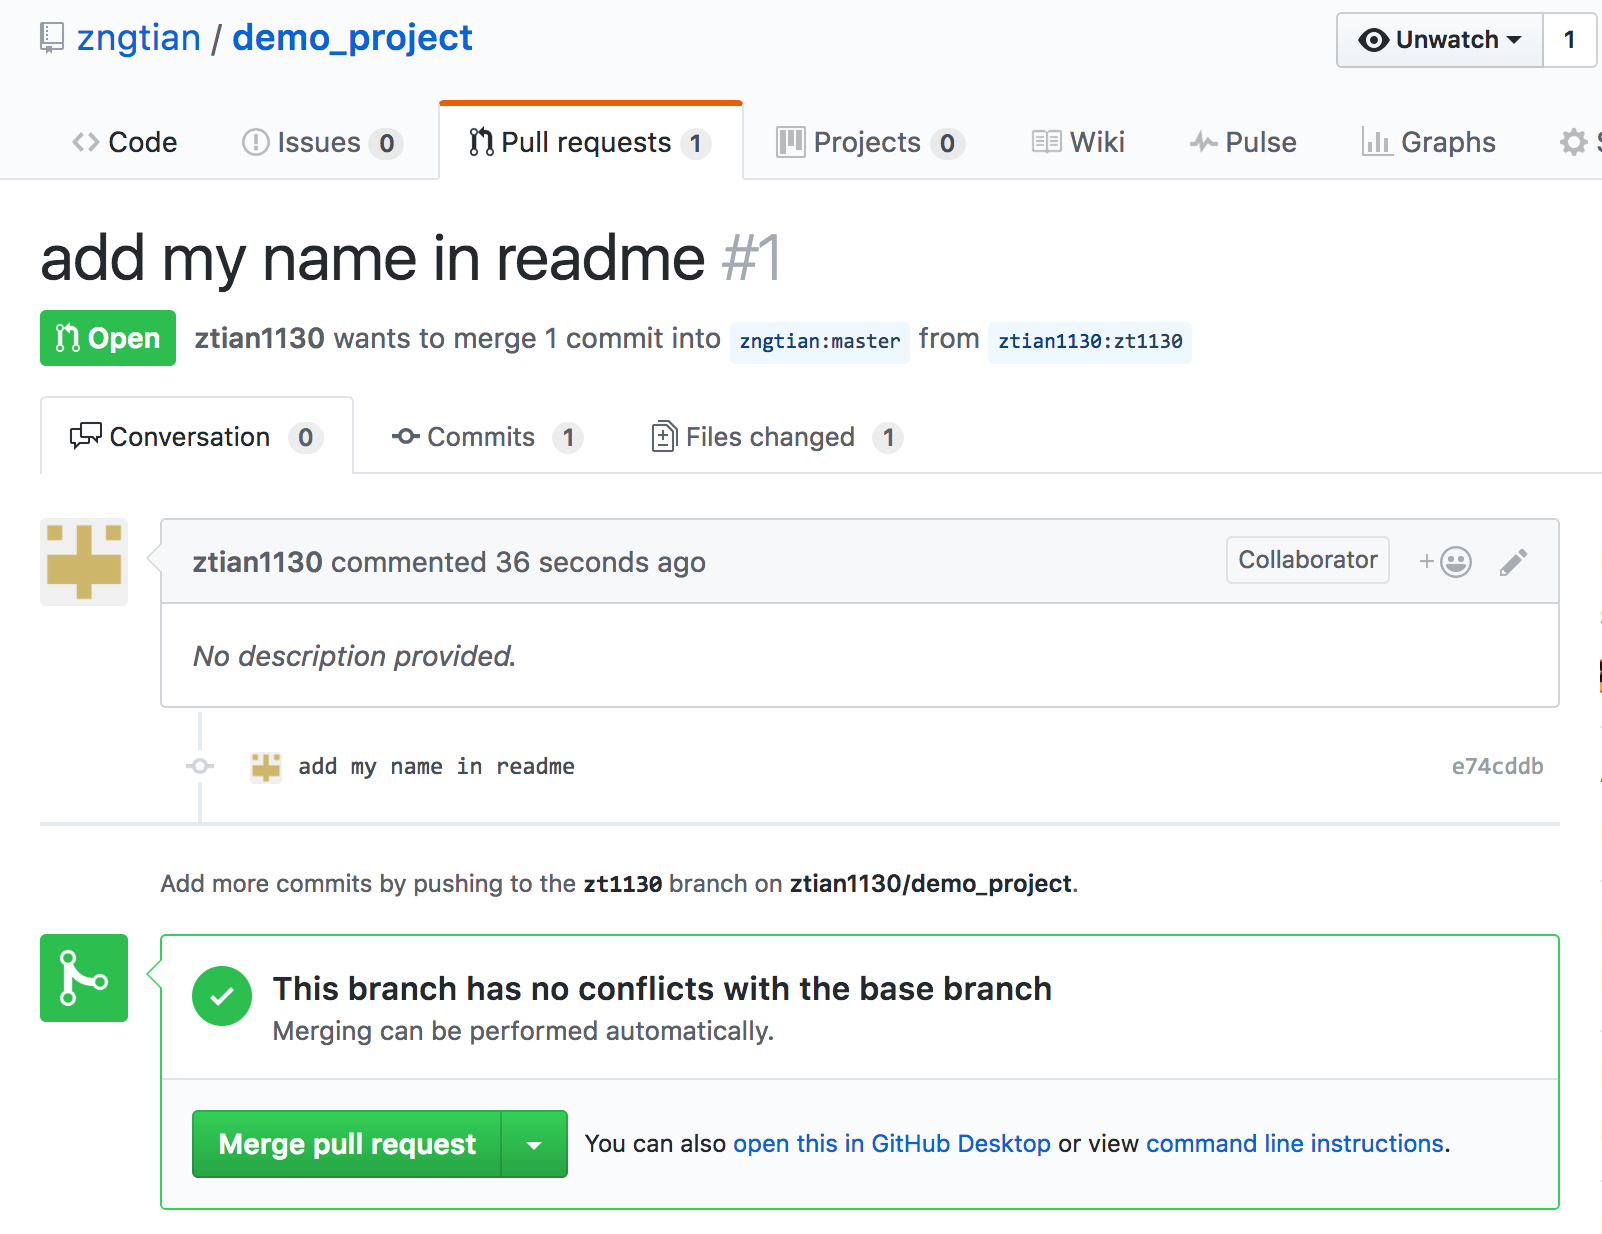 zngtian / demo_project
Unwatch 1
Code Issues 0 Pull requests 1 Projects 0 Wiki Pulse Graphs
add my name in readme #1
Open ztian1130 wants to merge 1 commit into zngtian:master from ztian1130:zt1130
Conversation 0 Commits 1 Files changed 1
ztian1130 commented 36 seconds ago Collaborator +
No description provided.
add my name in readme e74cddb
Add more commits by pushing to the zt1130 branch on ztian1130/demo_project.
This branch has no conflicts with the base branch
Merging can be performed automatically.
Merge pull request You can also open this in GitHub Desktop or view command line instructions.